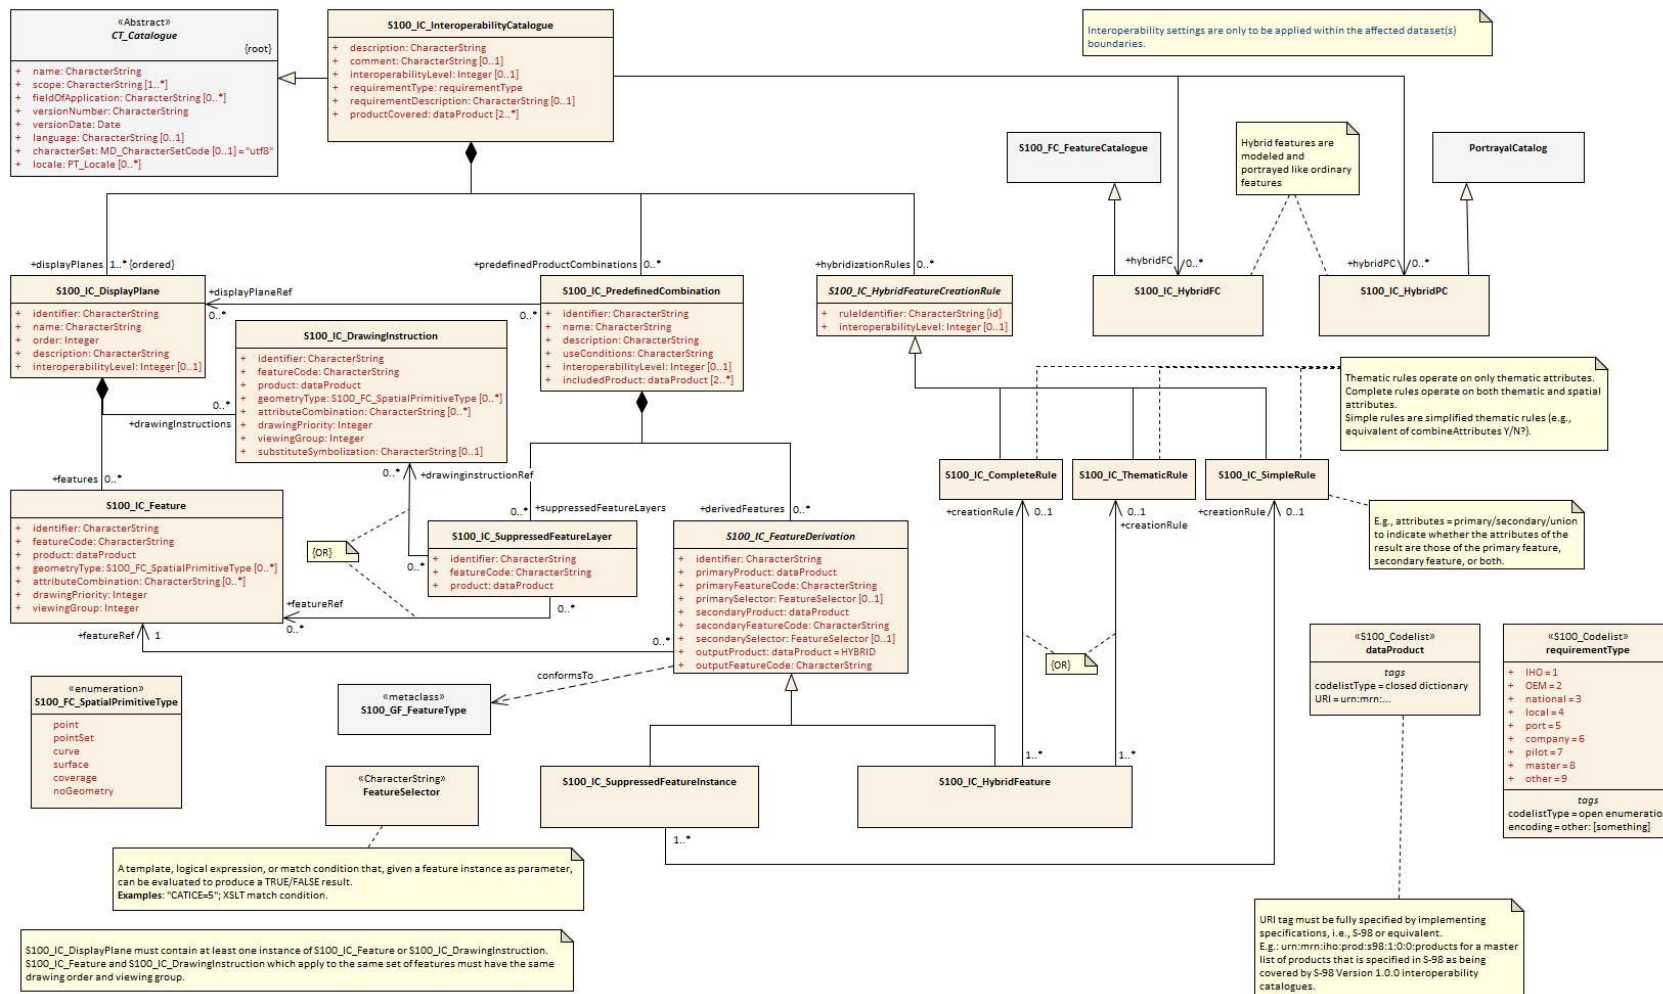 «Abstract»
CT_Catalogue
{root}
+ name: CharacterString
+ scope: CharacterString [1..*]
+ fieldOfApplication: CharacterString [0..*]
+ versionNumber: CharacterString
+ versionDate: Date
+ language: CharacterString [0..1]
+ characterSet: MD_CharacterSetCode [0..1] = "utf8"
+ locale: PT_Locale [0..*]
S100_IC_InteroperabilityCatalogue
+ description: CharacterString
+ comment: CharacterString [0..1]
+ interoperabilityLevel: Integer [0..1]
+ requirementType: requirementType
+ requirementDescription: CharacterString [0..1]
+ productCovered: dataProduct [2..*]
Interoperability settings are only to be applied within the affected dataset(s)
boundaries.
S100_FC_FeatureCatalogue
Hybrid features are
modeled and
portrayed like ordinary
features
PortrayalCatalog
+displayPlanes 1..* {ordered}
+predefinedProductCombinations 0..*
+hybridizationRules 0..*
+hybridFC 0..*
+hybridPC 0..*
S100_IC_DisplayPlane
+ identifier: CharacterString
+ name: CharacterString
+ order: Integer
+ description: CharacterString
+ interoperabilityLevel: Integer [0..1]
+displayPlaneRef
0..*
0..*
S100_IC_PredefinedCombination
+ identifier: CharacterString
+ name: CharacterString
+ description: CharacterString
+ useConditions: CharacterString
+ interoperabilityLevel: Integer [0..1]
+ includedProduct: dataProduct [2..*]
S100_IC_HybridFeatureCreationRule
+ ruleIdentifier: CharacterString {id}
+ interoperabilityLevel: Integer [0..1]
S100_IC_HybridFC
S100_IC_HybridPC
S100_IC_DrawingInstruction
+ identifier: CharacterString
+ featureCode: CharacterString
+ product: dataProduct
+ geometryType: S100_FC_SpatialPrimitiveType [0..*]
+ attributeCombination: CharacterString [0..*]
+ drawingPriority: Integer
+ viewingGroup: Integer
+ substituteSymbolization: CharacterString [0..1]
0..*
+drawingInstructions
Thematic rules operate on only thematic attributes.
Complete rules operate on both thematic and spatial
attributes.
Simple rules are simplified thematic rules (e.g.,
equivalent of combineAttributes Y/N?).
+features 0..*
0..* +drawingInstructionRef
S100_IC_CompleteRule
S100_IC_ThematicRule
S100_IC_SimpleRule
+creationRule 0..1
0..1
+creationRule
+creationRule 0..1
S100_IC_Feature
+ identifier: CharacterString
+ featureCode: CharacterString
+ product: dataProduct
+ geometryType: S100_FC_SpatialPrimitiveType [0..*]
+ attributeCombination: CharacterString [0..*]
+ drawingPriority: Integer
+ viewingGroup: Integer
0..* +suppressedFeatureLayers
+derivedFeatures 0..*
{OR}
0..*
S100_IC_SuppressedFeatureLayer
+ identifier: CharacterString
+ featureCode: CharacterString
+ product: dataProduct
S100_IC_FeatureDerivation
+ identifier: CharacterString
+ primaryProduct: dataProduct
+ primaryFeatureCode: CharacterString
+ primarySelector: FeatureSelector [0..1]
+ secondaryProduct: dataProduct
+ secondaryFeatureCode: CharacterString
+ secondarySelector: FeatureSelector [0..1]
+ outputProduct: dataProduct = HYBRID
+ outputFeatureCode: CharacterString
E.g., attributes = primary/secondary/union
to indicate whether the attributes of the
result are those of the primary feature,
secondary feature, or both.
+featureRef
0..*
0..*
+featureRef 1
0..*
{OR}
conformsTo
«metaclass»
S100_GF_FeatureType
«enumeration»
S100_FC_SpatialPrimitiveType
point
pointSet
curve
surface
coverage
noGeometry
«S100_Codelist»
dataProduct
tags
codelistType = closed dictionary
URI = urn:mrn:...
«S100_Codelist»
requirementType
+ IHO = 1
+ OEM = 2
+ national = 3
+ local = 4
+ port = 5
+ company = 6
+ pilot = 7
+ master = 8
+ other = 9
tags
codelistType = open enumeration
encoding = other: [something]
1..*
1..*
«CharacterString»
FeatureSelector
S100_IC_SuppressedFeatureInstance
S100_IC_HybridFeature
1..*
A template, logical expression, or match condition that, given a feature instance as parameter,
can be evaluated to produce a TRUE/FALSE result.
Examples: "CATICE=5"; XSLT match condition.
S100_IC_DisplayPlane must contain at least one instance of S100_IC_Feature or S100_IC_DrawingInstruction.
S100_IC_Feature and S100_IC_DrawingInstruction which apply to the same set of features must have the same
drawing order and viewing group.
URI tag must be fully specified by implementing
specifications, i.e., S-98 or equivalent.
E.g.: urn:mrn:iho:prod:s98:1:0:0:products for a master
list of products that is specified in S-98 as being
covered by S-98 Version 1.0.0 interoperability
catalogues.